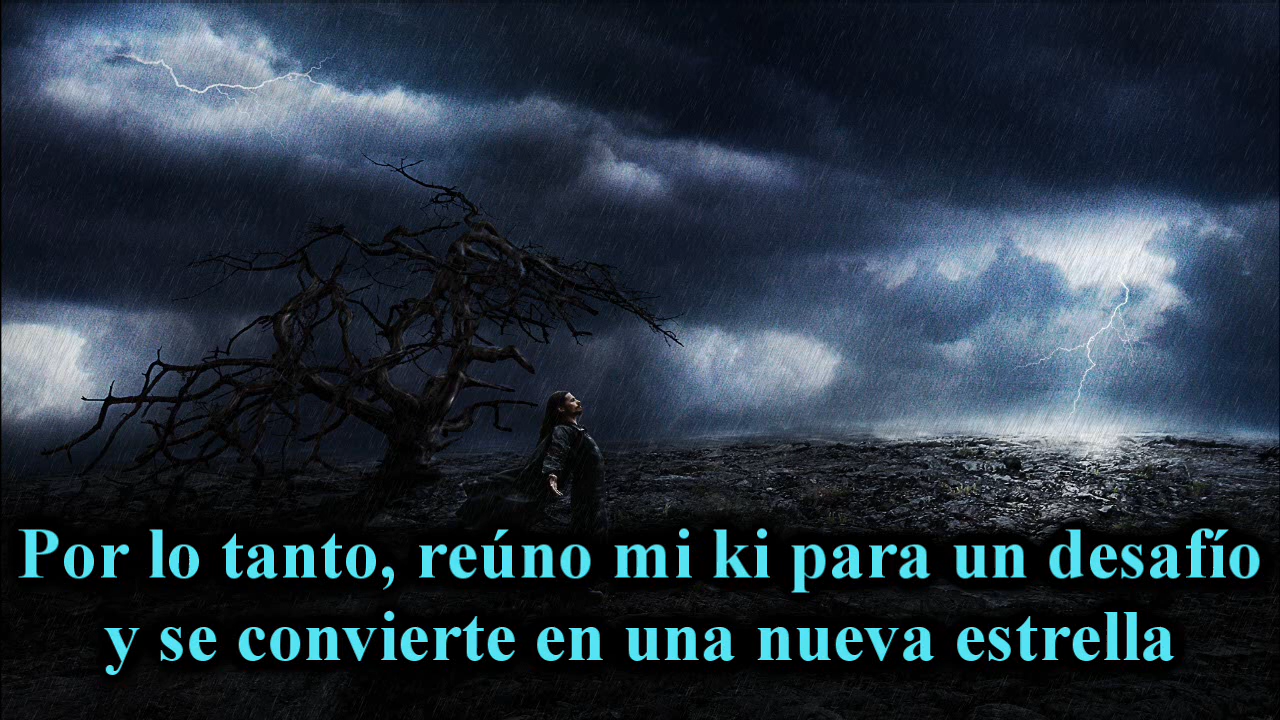 Por lo tanto, reúno mi ki para un desafío
y se convierte en una nueva estrella